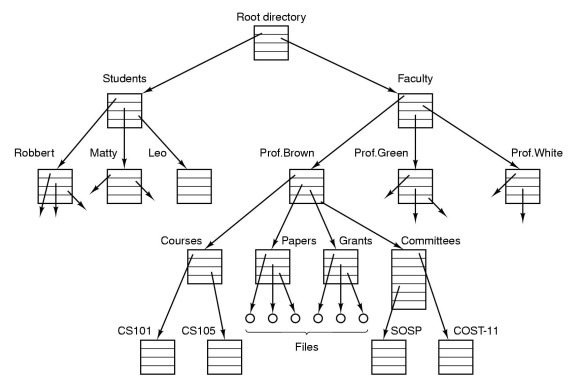 Root directory
Students Faculty
Robbert Matty Leo Prof.Brown Prof.Green Prof.White
Courses Papers Grants Committees
CS101 CS105 SOSP COST-11
Files